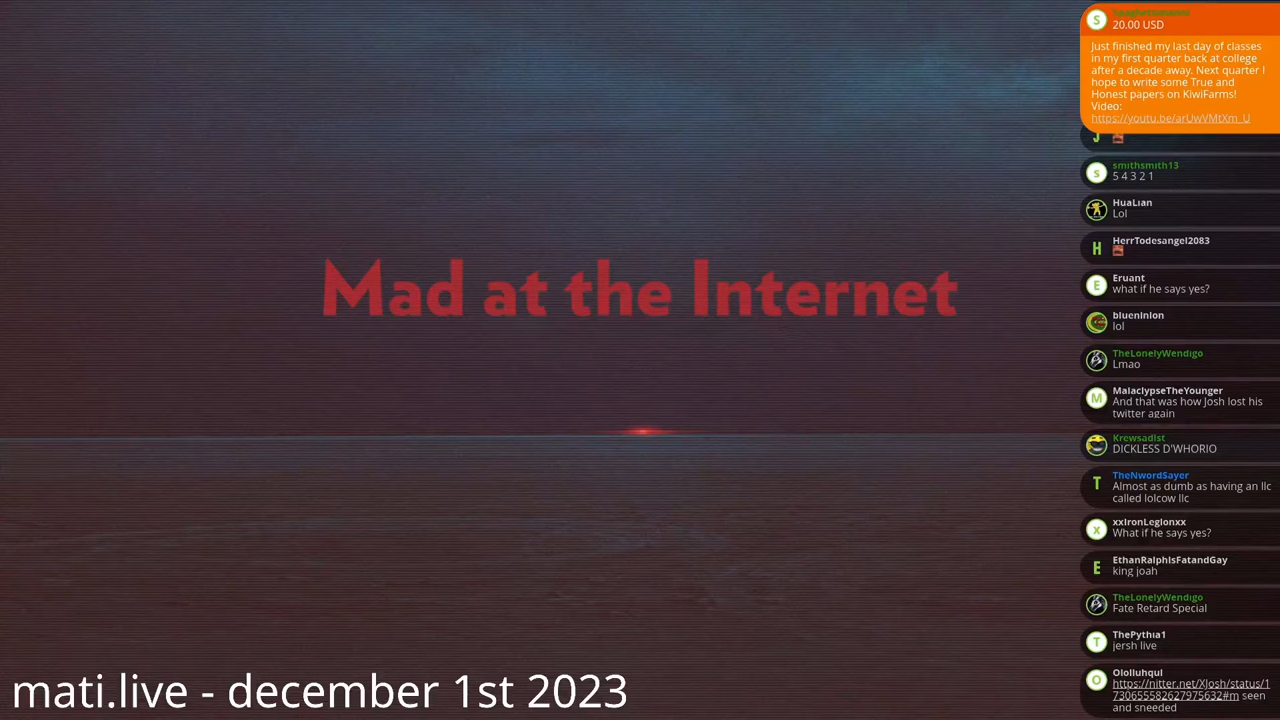 20.00 USD
Just finished my last day of classes
in my first quarter back at college
after a decade away. Next quarter I
hope to write some True and
Honest papers on KiwiFarms!
Video:
https://youtu.be/arUwVMtXm_U
J
smithsmith13
5 4 3 2 1
HuaLian
Lol
HerrTodesangel2083
Eruant
what if he says yes?
blueninion
lol
TheLonelyWendigo
Lmao
MalaclypseTheYounger
And that was how Josh lost his
twitter again
Krewsadist
DICKLESS D'WHORIO
TheNwordSayer
Almost as dumb as having an llc
called lolcow llc
xxIronLegionxx
What if he says yes?
EthanRalphIsFatandGay
king joah
TheLonelyWendigo
Fate Retard Special
ThePythia1
jersh live
Ololluhqui
https://nitter.net/XJosh/status/1
730655582627975632#m seen
and sneeded
Mad at the Internet
mati.live - december 1st 2023